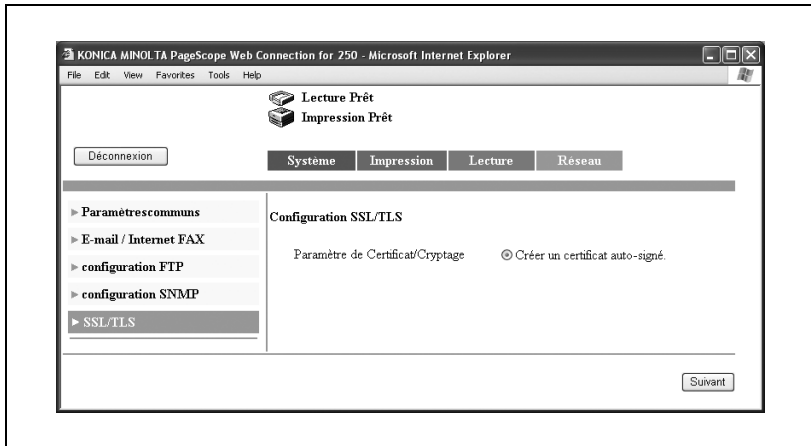 KONICA MINOLTA PageScope Web Connection for 250 - Microsoft Internet Explorer
File Edit View Favorites Tools Help
Lecture Prêt
Impression Prêt
Déconnexion
Système Impression Lecture Réseau
Paramètrescommuns
E-mail / Internet FAX
configuration FTP
configuration SNMP
SSL/TLS
Configuration SSL/TLS
Paramètre de Certificat/Cryptage Créer un certificat auto-signé.
Suivant